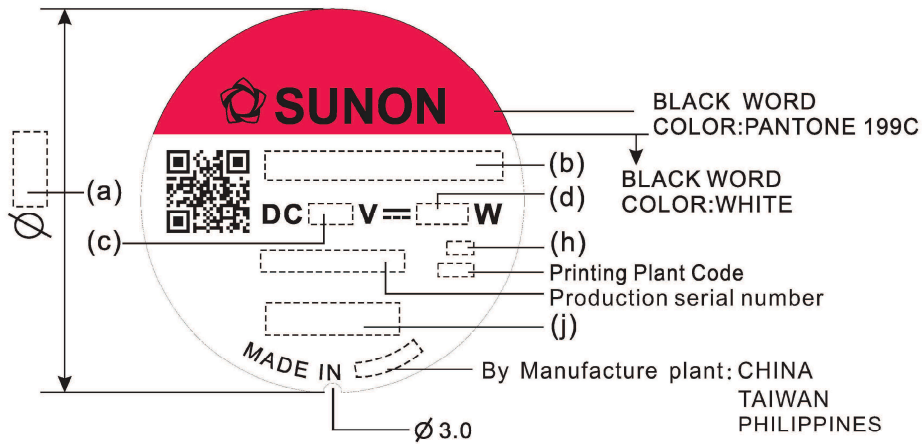 SUNON
BLACK WORD
COLOR:PANTONE 199C
(b)
BLACK WORD
COLOR:WHITE
(a)
(d)
DC V W
Ø
(c)
(h)
Printing Plant Code
Production serial number
(j)
MADE IN
By Manufacture plant: CHINA
TAIWAN
PHILIPPINES
Ø 3.0